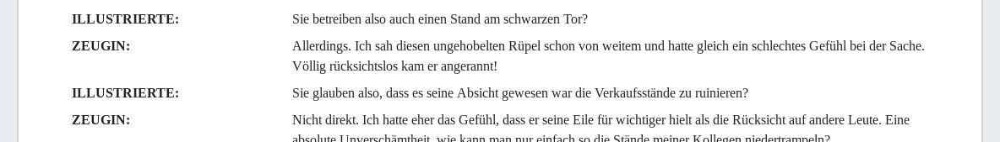 ILLUSTRIERTE: Sie betreiben also auch einen Stand am schwarzen Tor?
ZEUGIN: Allerdings. Ich sah diesen ungehobelten Rüpel schon von weitem und hatte gleich ein schlechtes Gefühl bei der Sache.
Völlig rücksichtslos kam er angerannt!
ILLUSTRIERTE: Sie glauben also, dass es seine Absicht gewesen war die Verkaufsstände zu ruinieren?
ZEUGIN: Nicht direkt. Ich hatte eher das Gefühl, dass er seine Eile für wichtiger hielt als die Rücksicht auf andere Leute. Eine
absolute Unverschämtheit, wie kann man nur einfach so die Stände meiner Kollegen niedertrampeln?